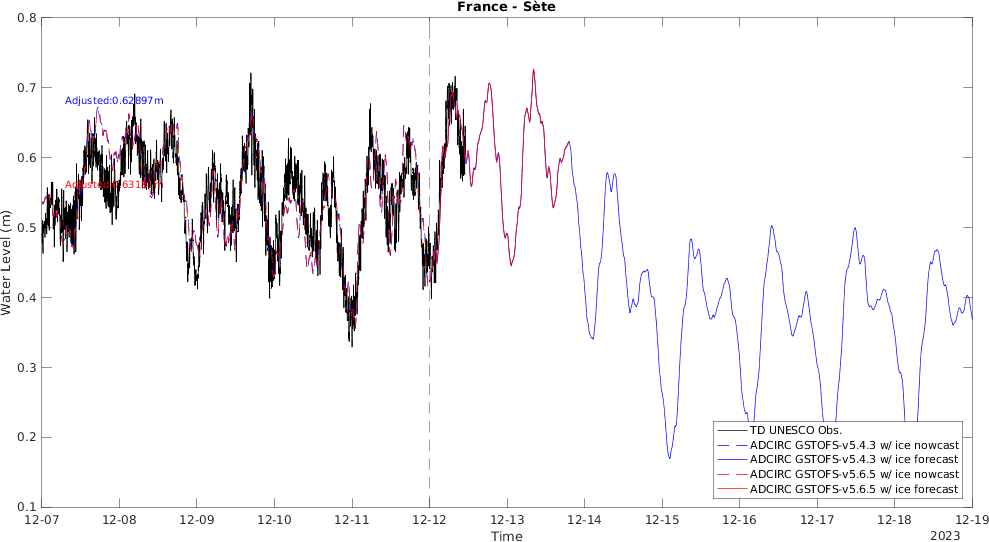 France - Sète
0.8
0.7
0.6
0.5
0.4
0.3
0.2
0.1
Water Level (m)
Adjusted:0.62897m
TD UNESCO Obs.
ADCIRC GSTOFS-v5.4.3 w/ ice nowcast
ADCIRC GSTOFS-v5.4.3 w/ ice forecast
ADCIRC GSTOFS-v5.6.5 w/ ice nowcast
ADCIRC GSTOFS-v5.6.5 w/ ice forecast
12-07 12-08 12-09 12-10 12-11 12-12 12-13 12-14 12-15 12-16 12-17 12-18 12-19
Time
2023